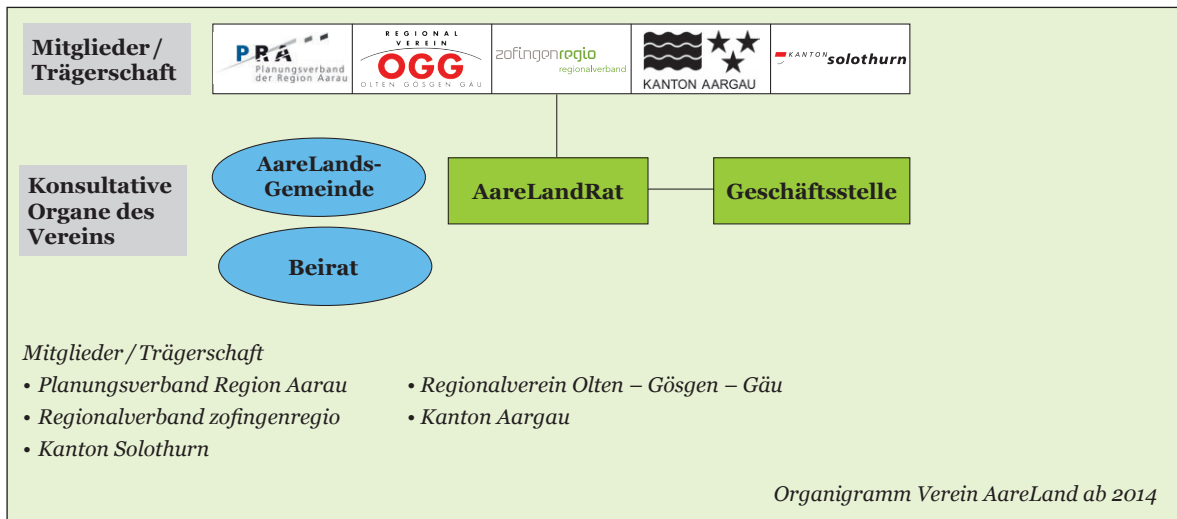 Mitglieder / Trägerschaft
PRA
Planungsverband
der Region Aarau
REGIONAL
VEREIN
OGG
OLTEN GÖSGEN GÄU
zofingenregio
regionalverband
KANTON AARGAU
KANTON solothurn
Konsultative
Organe des
Vereins
AareLands-
Gemeinde
AareLandRat
Geschäftsstelle
Beirat
Mitglieder / Trägerschaft
• Planungsverband Region Aarau
• Regionalverband zofingenregio
• Kanton Solothurn
• Regionalverein Olten – Gösgen – Gäu
• Kanton Aargau
Organigramm Verein AareLand ab 2014